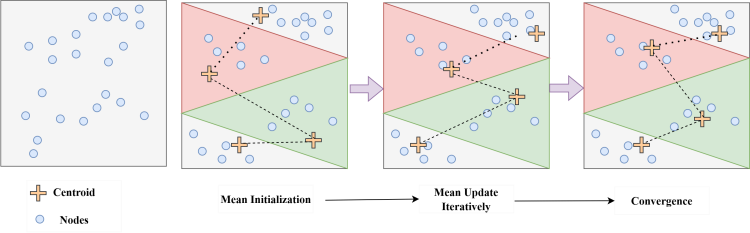 Centroid
Nodes
Mean Initialization
Mean Update
Iteratively
Convergence